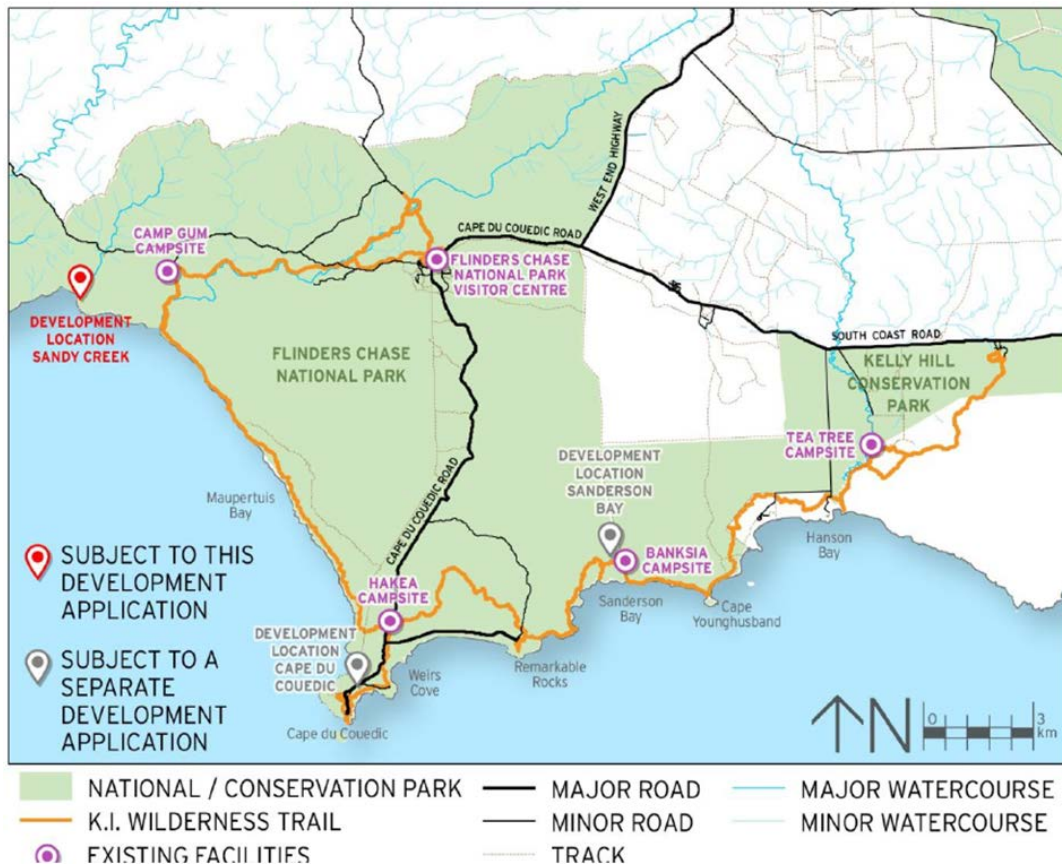 WEST END HIGHWAY
CAMP GUM
CAMPSITE
CAPE DU COUEDIC ROAD
FLINDERS CHASE
NATIONAL PARK
VISITOR CENTRE
DEVELOPMENT
LOCATION
SANDY CREEK
FLINDERS CHASE
NATIONAL PARK
SOUTH COAST ROAD
KELLY HILL
CONSERVATION
PARK
TEA TREE
CAMPSITE
DEVELOPMENT
LOCATION
SANDERSON
BAY
CAPE DU COUEDIC ROAD
Maupertuis
Bay
Hanson
Bay
BANKSIA
CAMPSITE
HAKEA
CAMPSITE
Sanderson
Bay
Cape
Younghusband
DEVELOPMENT
LOCATION
CAPE DU
COUEDIC
Weirs
Cove
Remarkable
Rocks
Cape du Couedic
SUBJECT TO THIS
DEVELOPMENT
APPLICATION
SUBJECT TO A
SEPARATE
DEVELOPMENT
APPLICATION
N
0 3
km
NATIONAL / CONSERVATION PARK
MAJOR ROAD
MAJOR WATERCOURSE
K.I. WILDERNESS TRAIL
MINOR ROAD
MINOR WATERCOURSE
EXISTING FACILITIES
TRACK